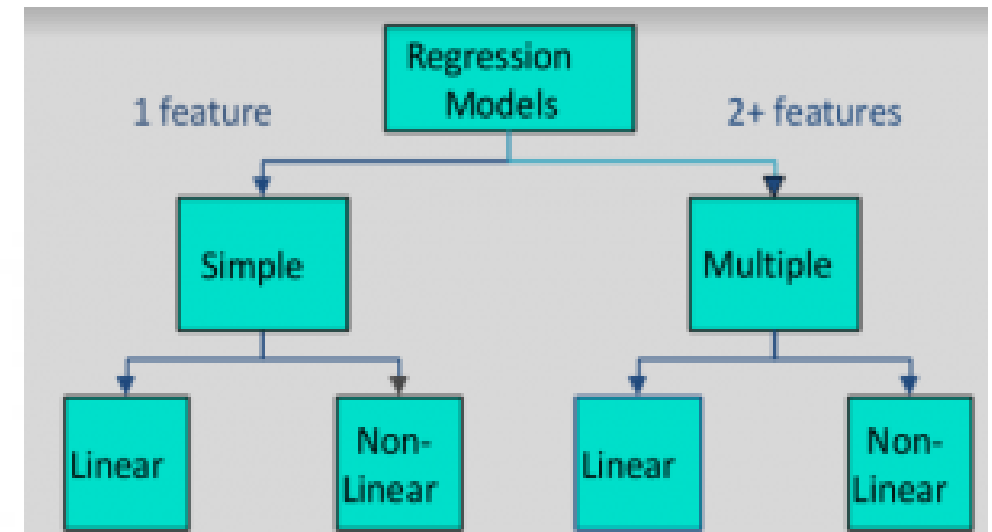 Regression
Models
1 feature
2+ features
Simple
Multiple
Linear
Non-
Linear
Linear
Non-
Linear